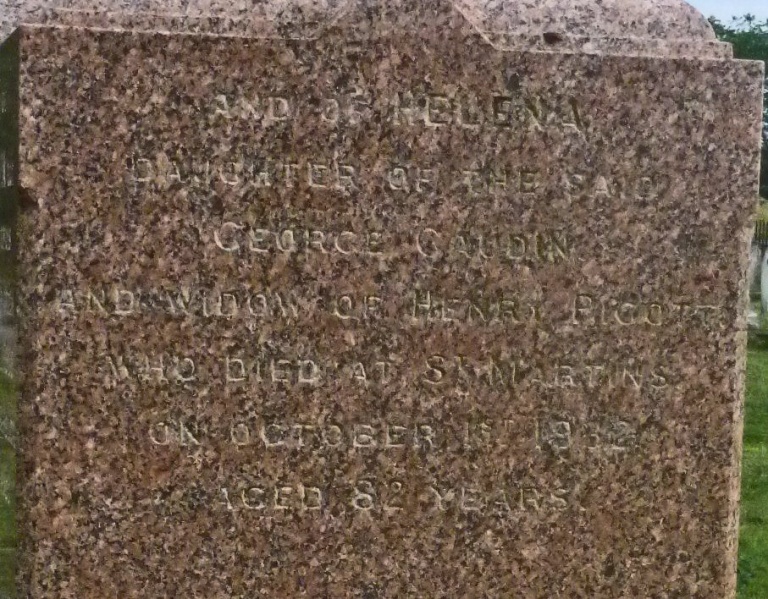 AND OF HELENA
DAUGHTER OF THE SAID
GEORGE GAUDIN
AND WIDOW OF HENRY PIGOTT,
WHO DIED AT ST MARTINS
ON OCTOBER 1ST 1932
AGED 82 YEARS.